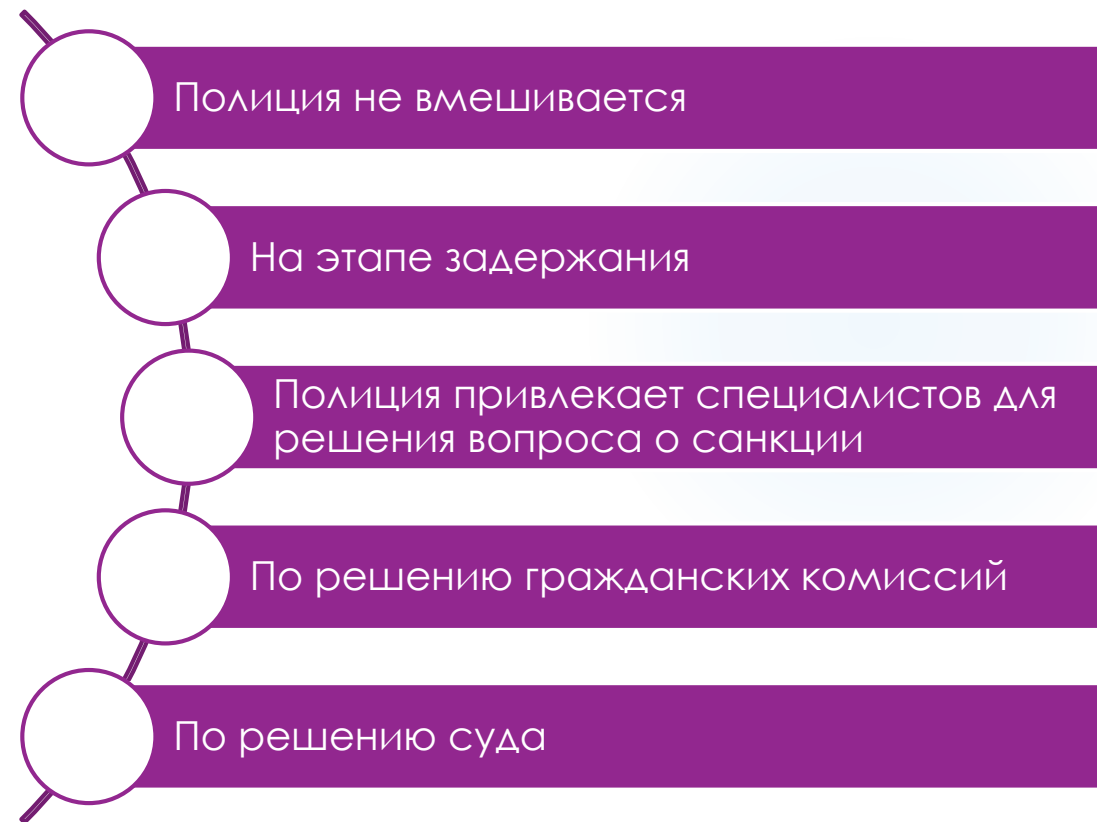 Полиция не вмешивается
На этапе задержания
Полиция привлекает специалистов для
решения вопроса о санкции
По решению гражданских комиссий
По решению суда